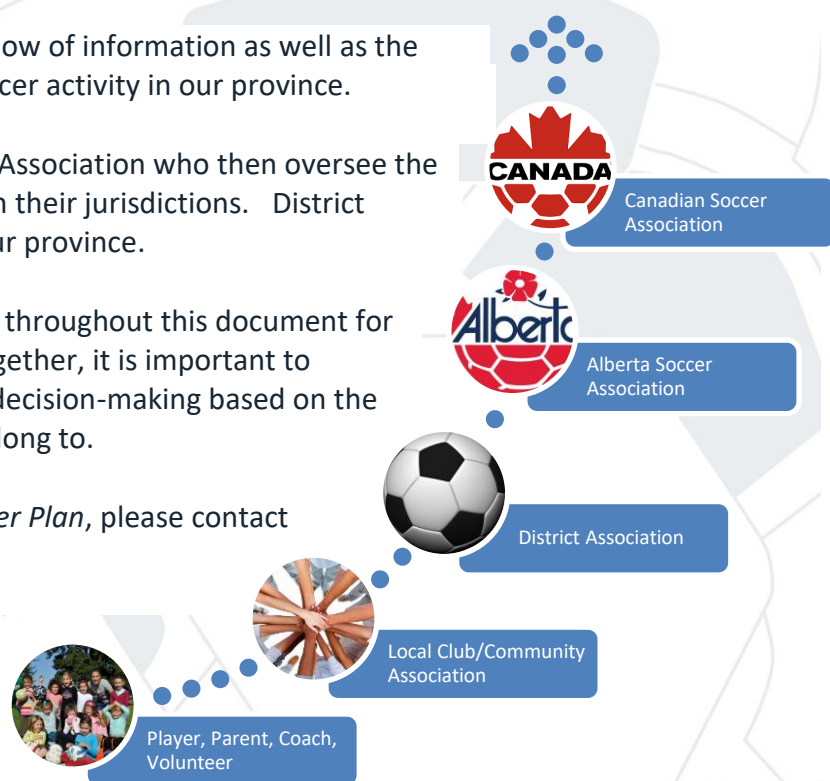 ow of information as well as the
cer activity in our province.
Association who then oversee the
n their jurisdictions. District
ur province.
throughout this document for
gether, it is important to
decision-making based on the
long to.
er Plan, please contact
CANADA
Canadian Soccer
Association
Alberta
Alberta Soccer
Association
District Association
Local Club/Community
Association
Player, Parent, Coach,
Volunteer